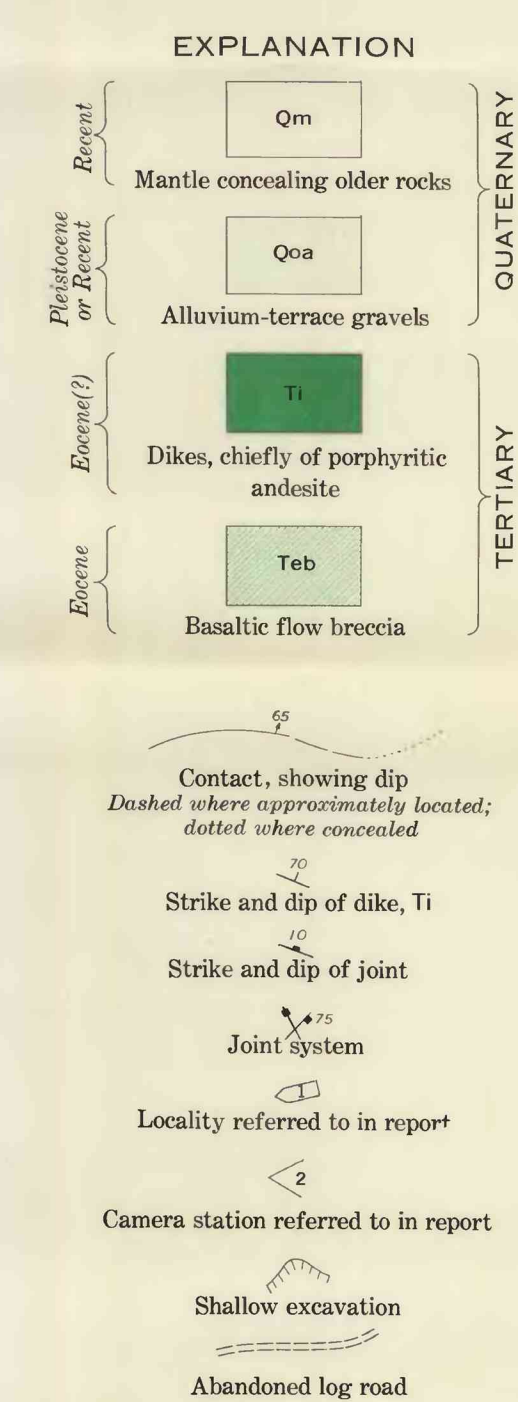 EXPLANATION
QUATERNARY
Recent
Qm
Mantle concealing older rocks
Pleistocene
or Recent
Qoa
Alluvium-terrace gravels
TERTIARY
Eocene(?)
Ti
Dikes, chiefly of porphyritic
andesite
Eocene
Teb
Basaltic flow breccia
65
Contact, showing dip
Dashed where approximately located;
dotted where concealed
70
Strike and dip of dike, Ti
10
Strike and dip of joint
75
Joint system
1
Locality referred to in report
2
Camera station referred to in report
Shallow excavation
Abandoned log road